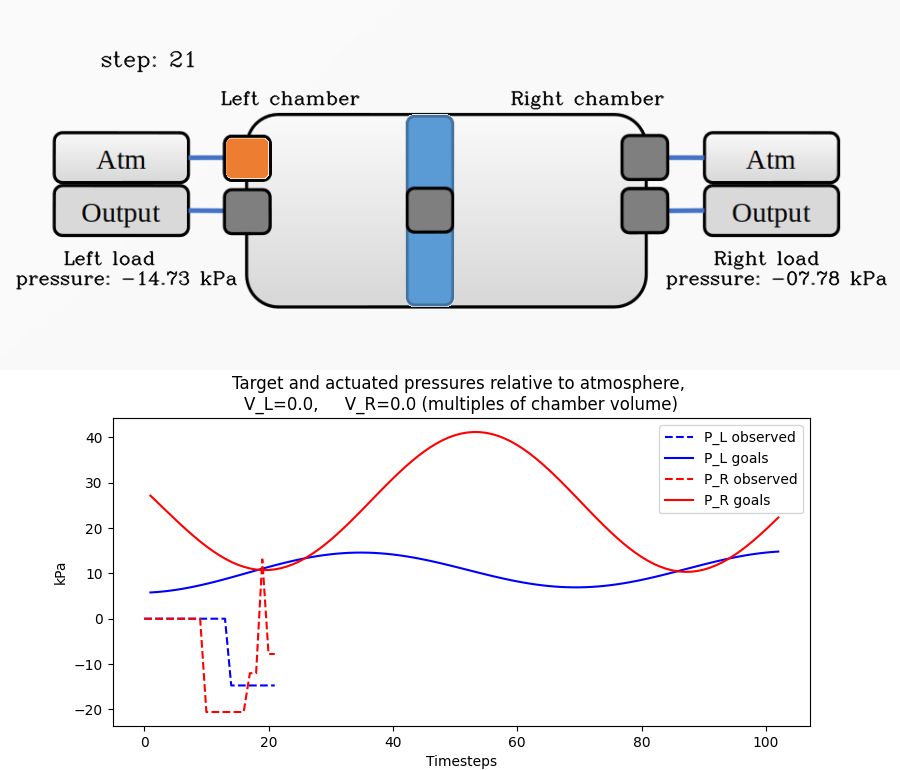 step: 21
Left chamber
Right chamber
Atm
Atm
Output
Output
Left load
pressure: −14.73 kPa
Right load
pressure: −07.78 kPa
Target and actuated pressures relative to atmosphere,
V_L=0.0,     V_R=0.0 (multiples of chamber volume)
P_L observed
P_L goals
P_R observed
P_R goals
kPa
40
30
20
10
0
−10
−20
0 20 40 60 80 100
Timesteps